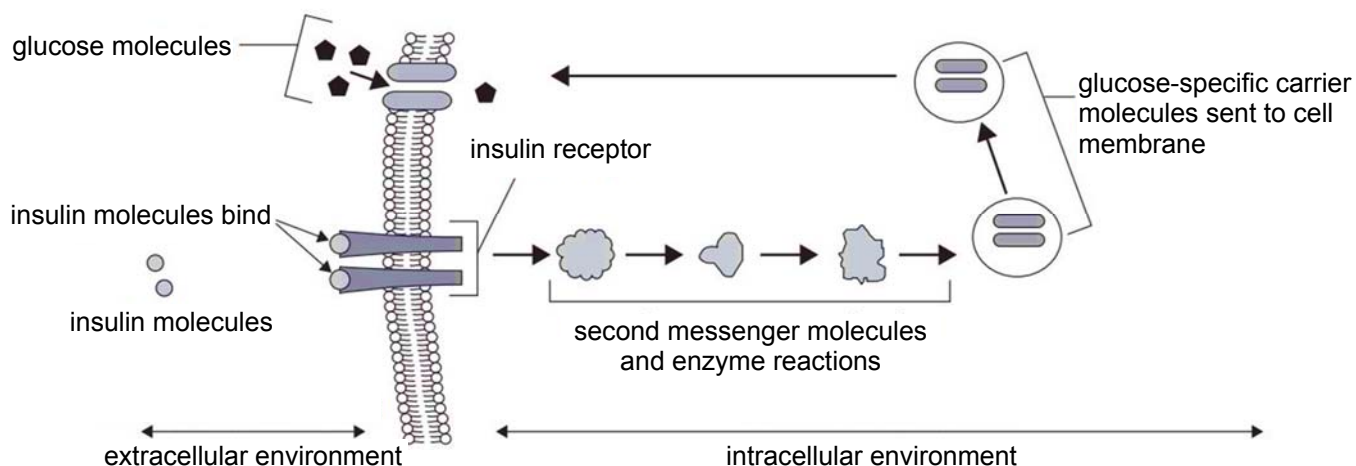 glucose molecules
glucose-specific carrier
molecules sent to cell
membrane
insulin receptor
insulin molecules bind
insulin molecules
second messenger molecules
and enzyme reactions
extracellular environment
intracellular environment